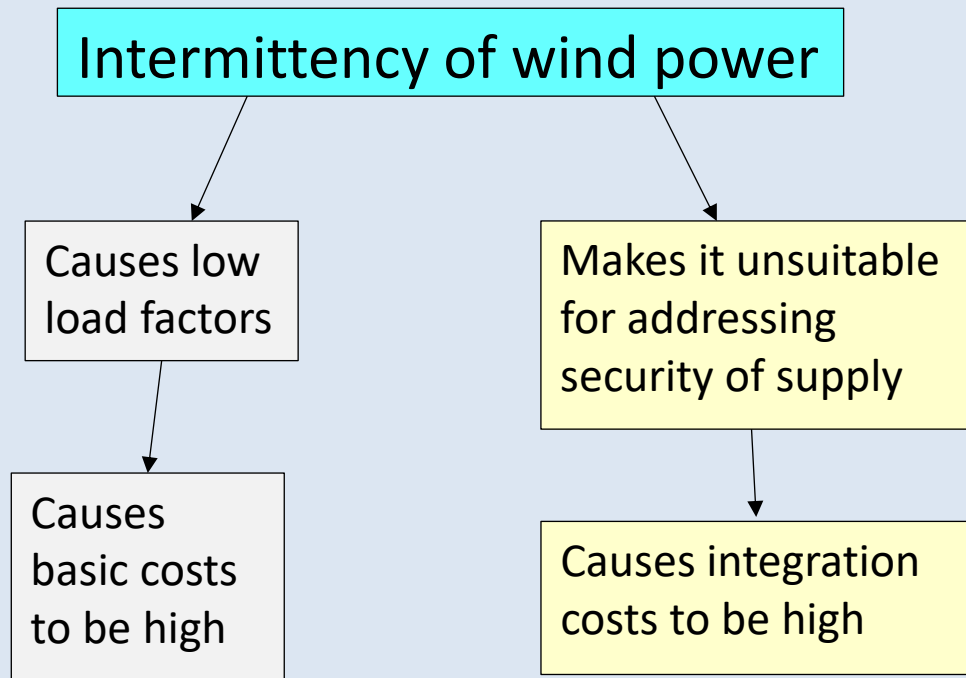 Intermittency of wind power
Causes low
load factors
Makes it unsuitable
for addressing
security of supply
Causes
basic costs
to be high
Causes integration
costs to be high